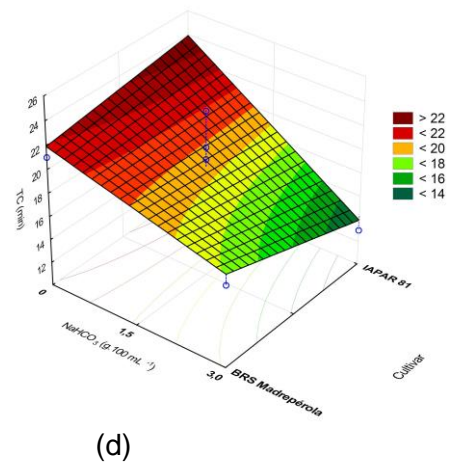 26
24
22
20
18
16
14
12
TC (min)
0
1,5
3,0
NaHCO₃ (g.100 mL⁻¹)
BRS Madrepérola
IAPAR 81
Cultivar
> 22
< 22
< 20
< 18
< 16
< 14
(d)